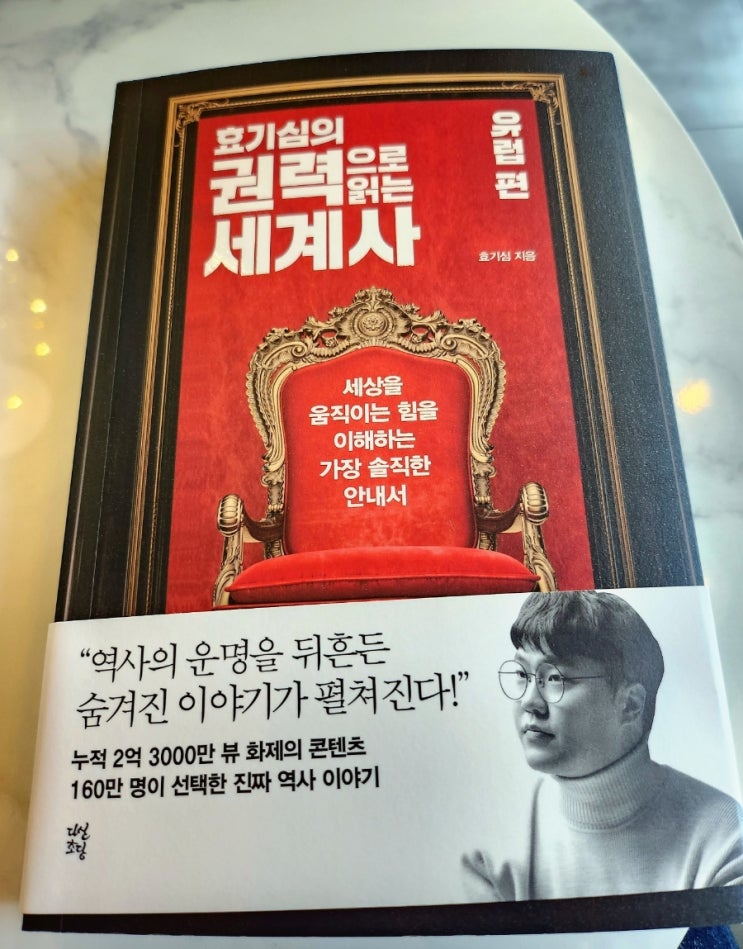 효기심의
권력으로
읽는
세계사
유럽 편
효기심 지음
세상을
움직이는 힘을
이해하는
가장 솔직한
안내서
“역사의 운명을 뒤흔든
숨겨진 이야기가 펼쳐진다!”
누적 2억 3000만 뷰 화제의 콘텐츠
160만 명이 선택한 진짜 역사 이야기
다산
초당